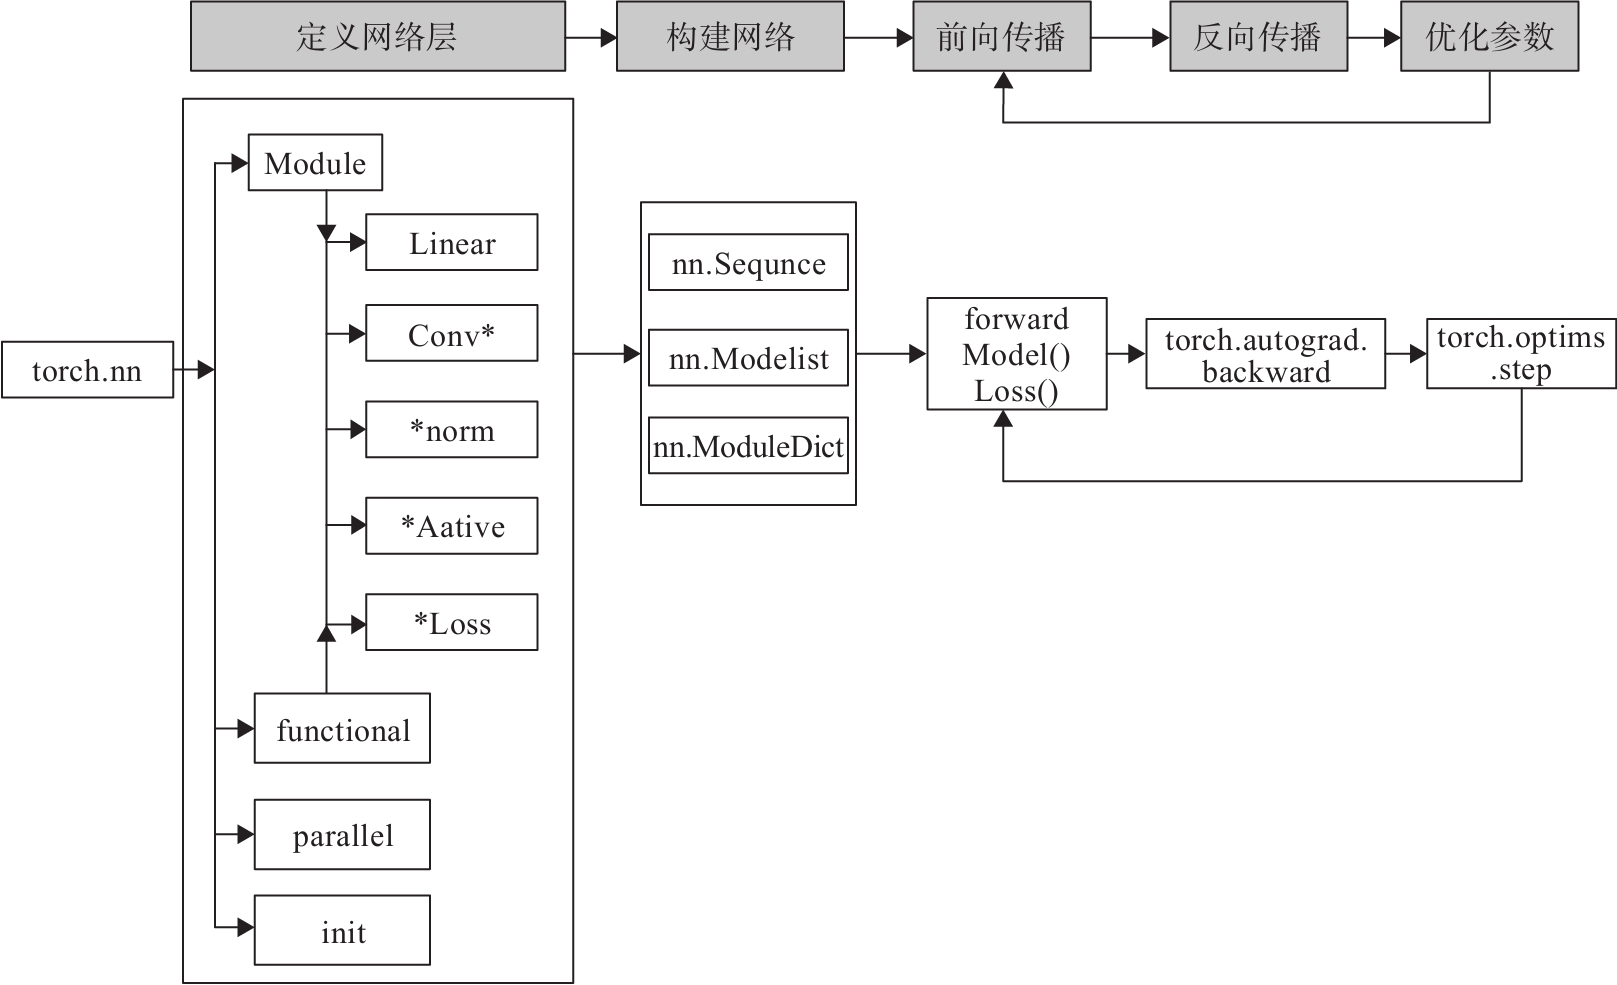 定义网络层
构建网络
前向传播
反向传播
优化参数
torch.nn
Module
Linear
Conv*
*norm
*Aative
*Loss
functional
parallel
init
nn.Sequnce
nn.Modelist
nn.ModuleDict
forward
Model()
Loss()
torch.autograd.
backward
torch.optims
.step